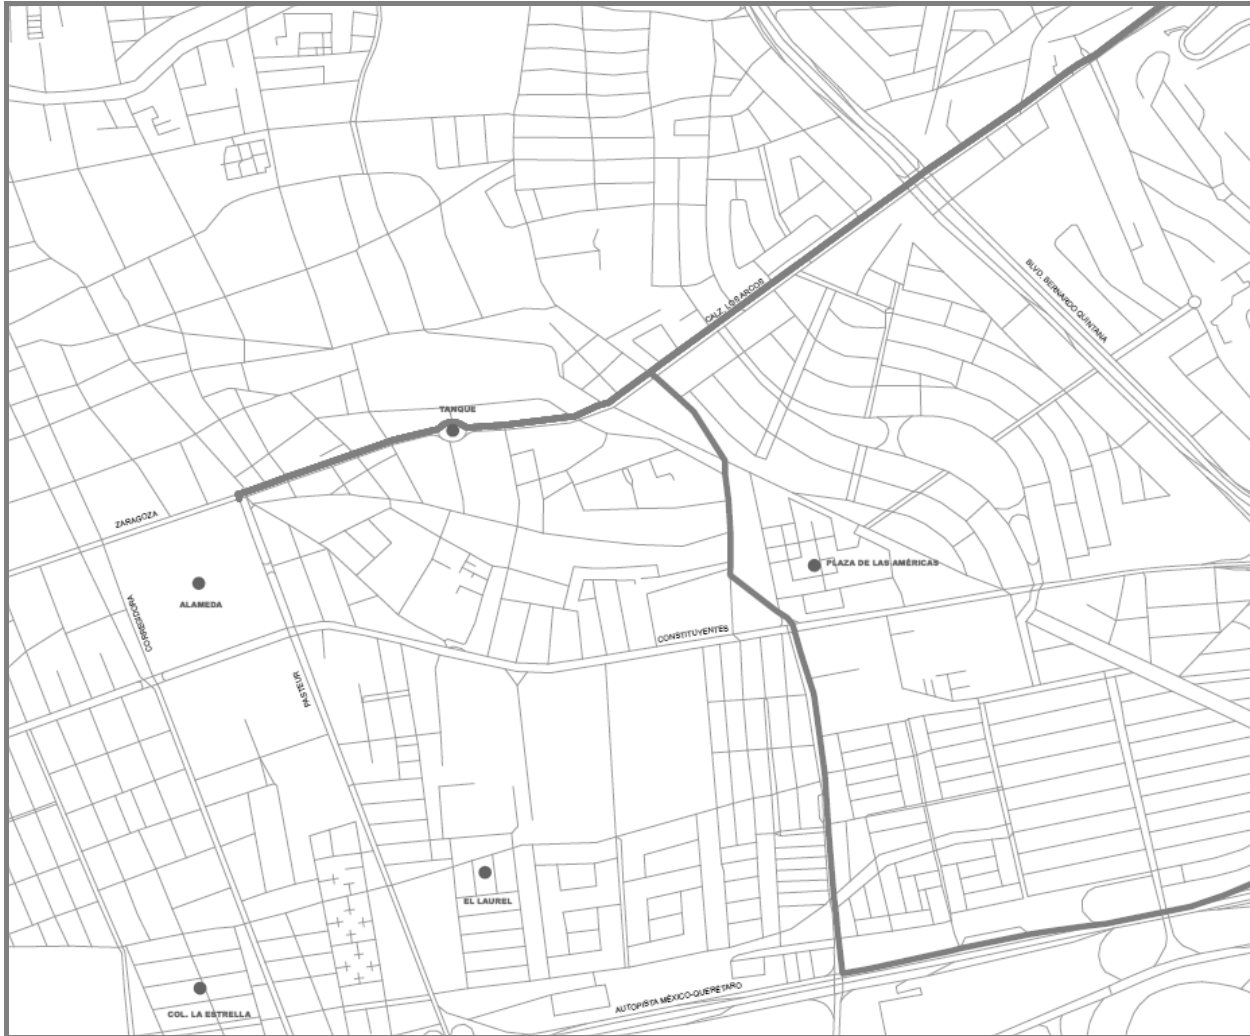 BLVD. BERNARDO QUINTANA
CALZ. LOS ARCOS
TANQUE
ZARAGOZA
PLAZA DE LAS AMÉRICAS
ALAMEDA
CORREGIDORA
CONSTITUYENTES
PASTEUR
EL LAUREL
AUTOPISTA MÉXICO-QUERETARO
COL. LA ESTRELLA